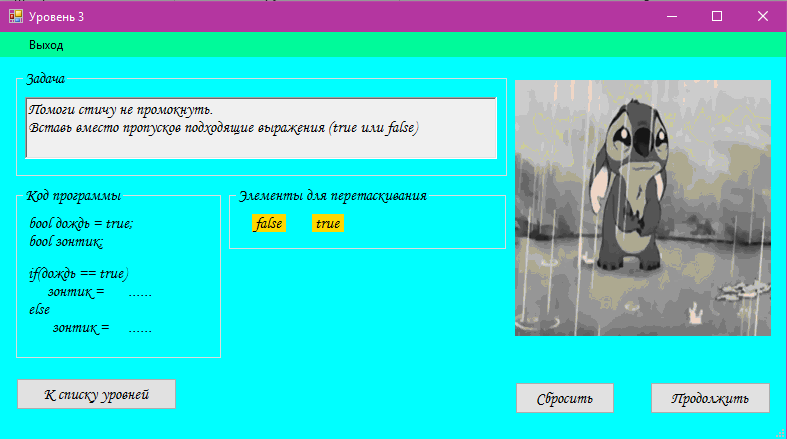 Уровень 3
Выход
Задача
Помоги стичу не промокнуть.
Вставь вместо пропусков подходящие выражения (true или false)
Код программы
bool дождь = true;
bool зонтик;
if(дождь == true)
зонтик = ......
else
зонтик = ......
Элементы для перетаскивания
false true
К списку уровней
Сбросить
Продолжить